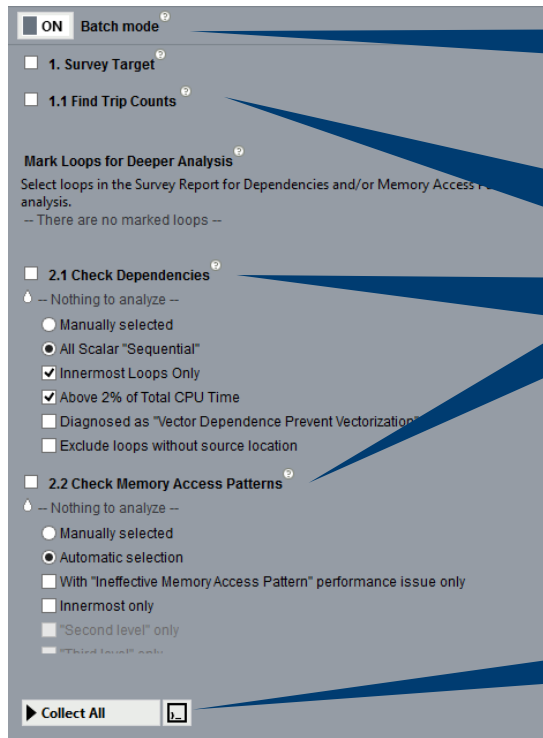 ON Batch mode ?
1. Survey Target ?
1.1 Find Trip Counts ?
Mark Loops for Deeper Analysis ?
Select loops in the Survey Report for Dependencies and/or Memory Access
analysis.
-- There are no marked loops --
2.1 Check Dependencies ?
-- Nothing to analyze --
Manually selected
All Scalar "Sequential"
Innermost Loops Only
Above 2% of Total CPU Time
Diagnosed as "Vector Dependence Prevent Vectorization"
Exclude loops without source location
2.2 Check Memory Access Patterns ?
-- Nothing to analyze --
Manually selected
Automatic selection
With "Ineffective Memory Access Pattern" performance issue only
Innermost only
"Second level" only
"Third level" only
Collect All